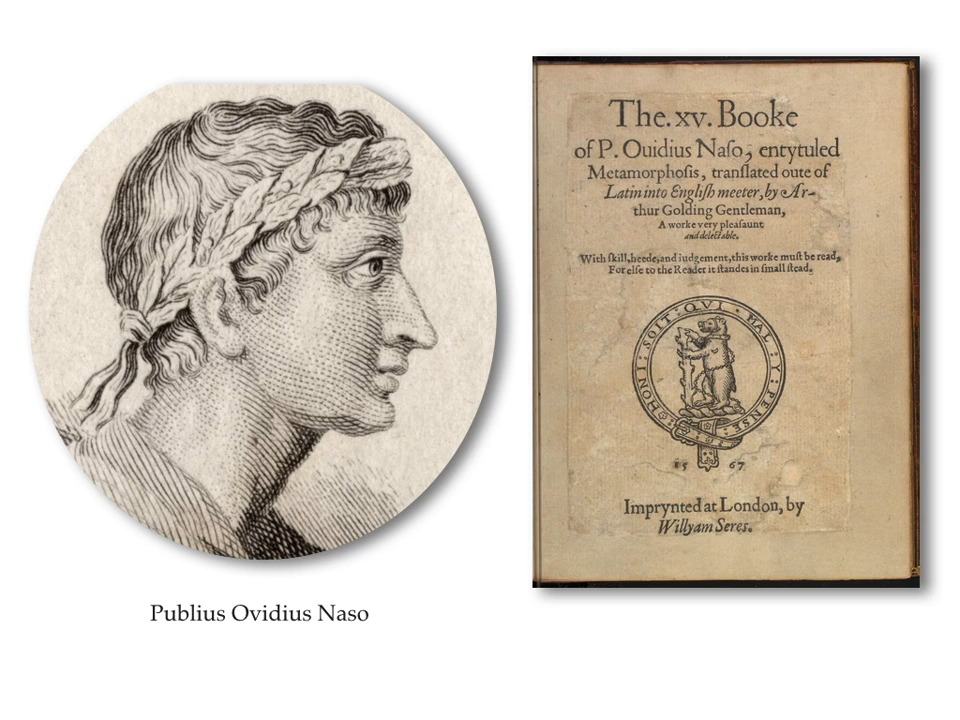 Publius Ovidius Naso
The. xv. Booke
of P. Ouidius Naſo, entytuled
Metamorphoſis, tranſlated oute of
Latin into Engliſh meeter, by Ar-
thur Golding Gentleman,
A worke very pleaſaunt
and delectable.
With ſkill, heede, and iudgement, this worke muſt be read,
For elſe to the Reader it ſtandes in ſmall ſtead.
HONI : SOIT : QVI : MAL : Y : PENSE :
15 67
Imprynted at London, by
Willyam Seres.